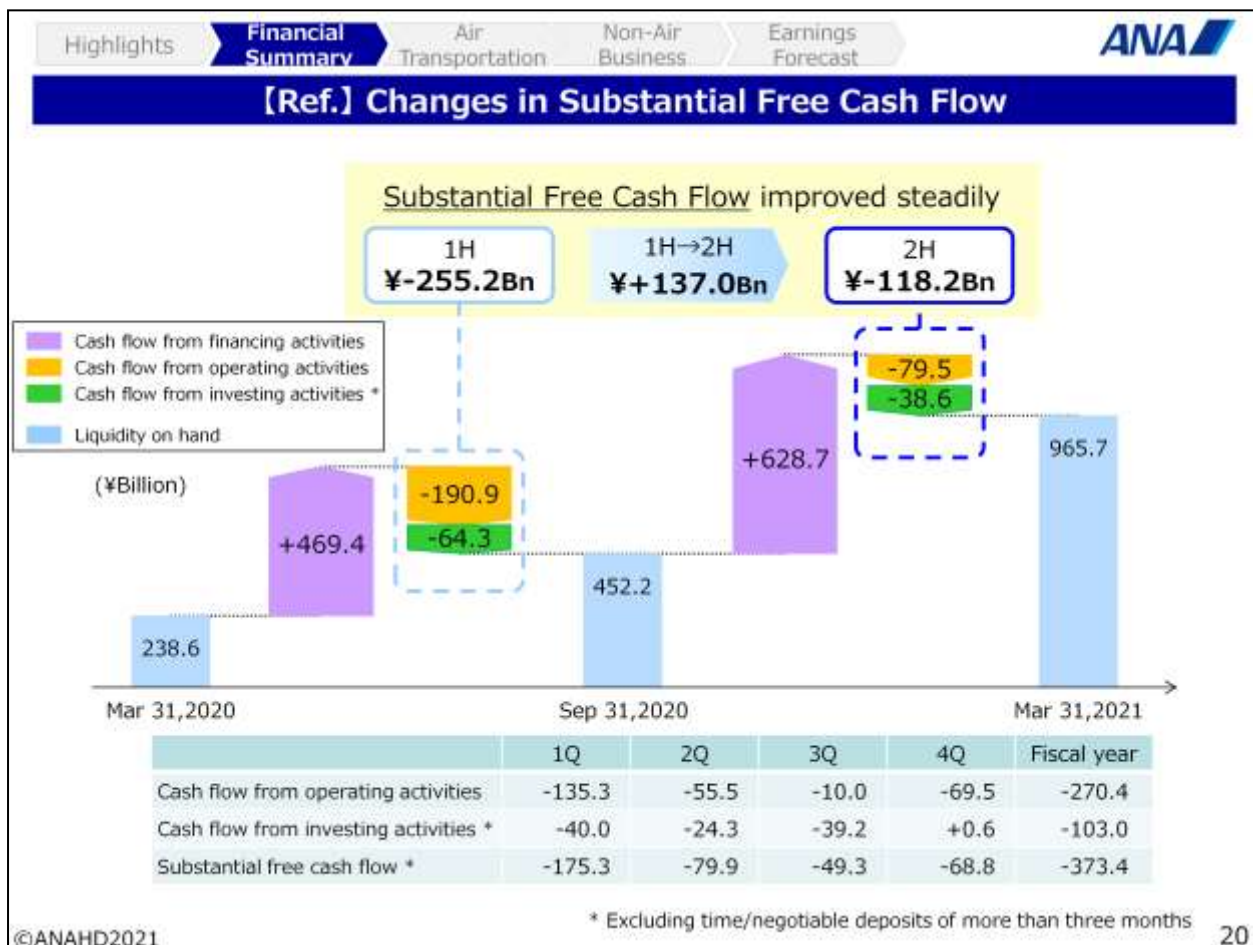 Highlights
Financial Summary
Air Transportation
Non-Air Business
Earnings Forecast
ANA
【Ref.】 Changes in Substantial Free Cash Flow
Substantial Free Cash Flow improved steadily
1H
¥-255.2Bn
1H→2H
¥+137.0Bn
2H
¥-118.2Bn
Cash flow from financing activities
Cash flow from operating activities
Cash flow from investing activities *
Liquidity on hand
(¥Billion)
238.6
+469.4
-190.9
-64.3
452.2
+628.7
-79.5
-38.6
965.7
Mar 31,2020
Sep 31,2020
Mar 31,2021
1Q 2Q 3Q 4Q Fiscal year
Cash flow from operating activities -135.3 -55.5 -10.0 -69.5 -270.4
Cash flow from investing activities * -40.0 -24.3 -39.2 +0.6 -103.0
Substantial free cash flow * -175.3 -79.9 -49.3 -68.8 -373.4
* Excluding time/negotiable deposits of more than three months
©ANAHD2021
20